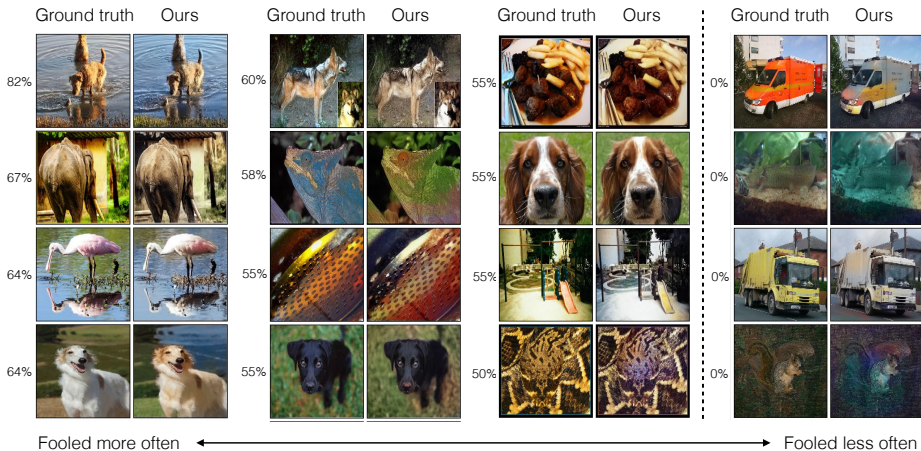 Ground truth Ours Ground truth Ours Ground truth Ours Ground truth Ours
82% 60% 55% 0%
67% 58% 55% 0%
64% 55% 55% 0%
64% 55% 50% 0%
Fooled more often Fooled less often